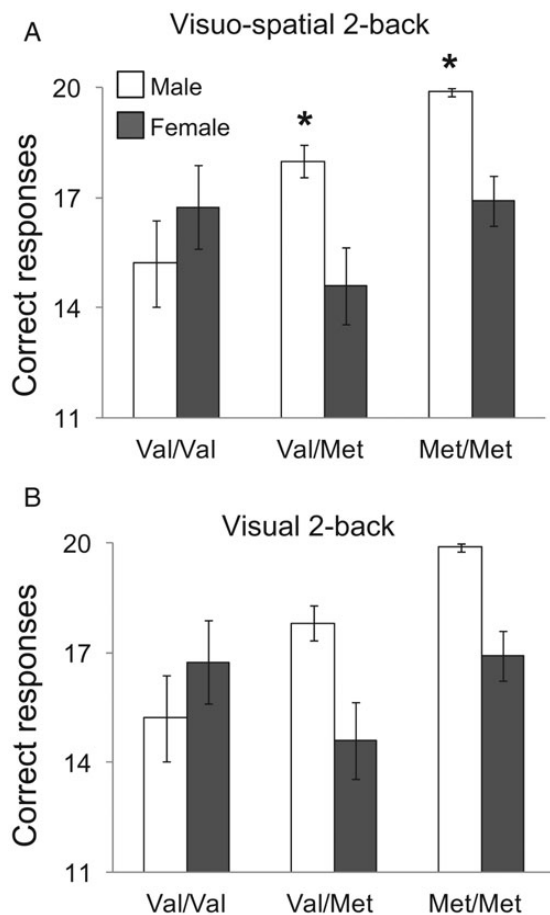 A
Visuo-spatial 2-back
Correct responses
20
17
14
11
Male
Female
*
*
Val/Val
Val/Met
Met/Met
B
Visual 2-back
Correct responses
20
17
14
11
Val/Val
Val/Met
Met/Met